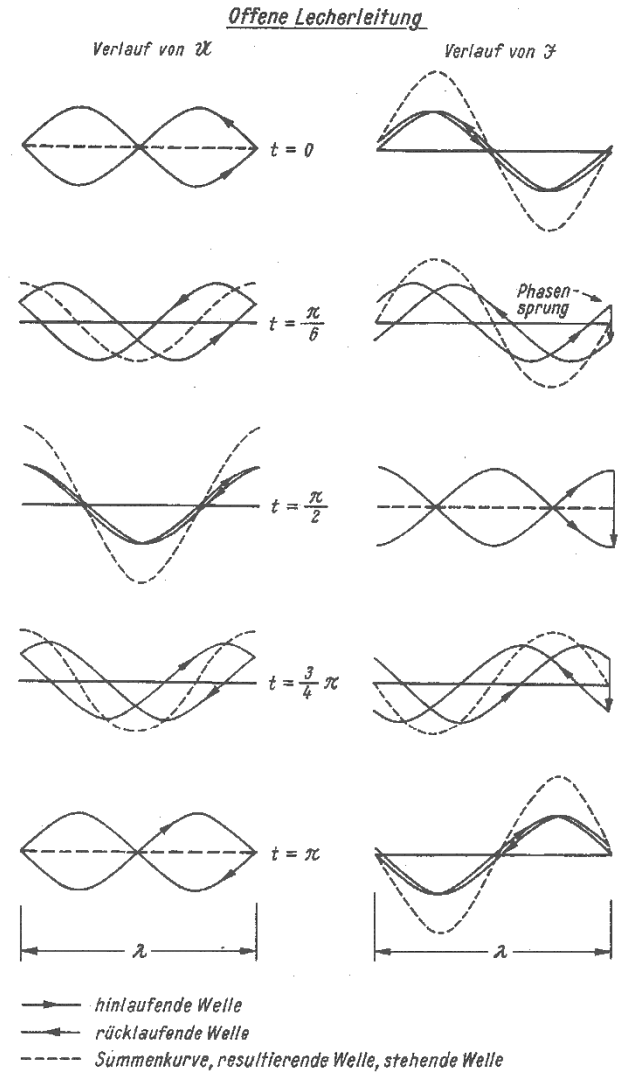 Offene Lecherleitung
Verlauf von 𝔘
Verlauf von ℑ
t = 0
t = π/6
Phasen-
sprung
t = π/2
t = 3/4 π
t = π
λ
λ
hinlaufende Welle
rücklaufende Welle
Summenkurve, resultierende Welle, stehende Welle